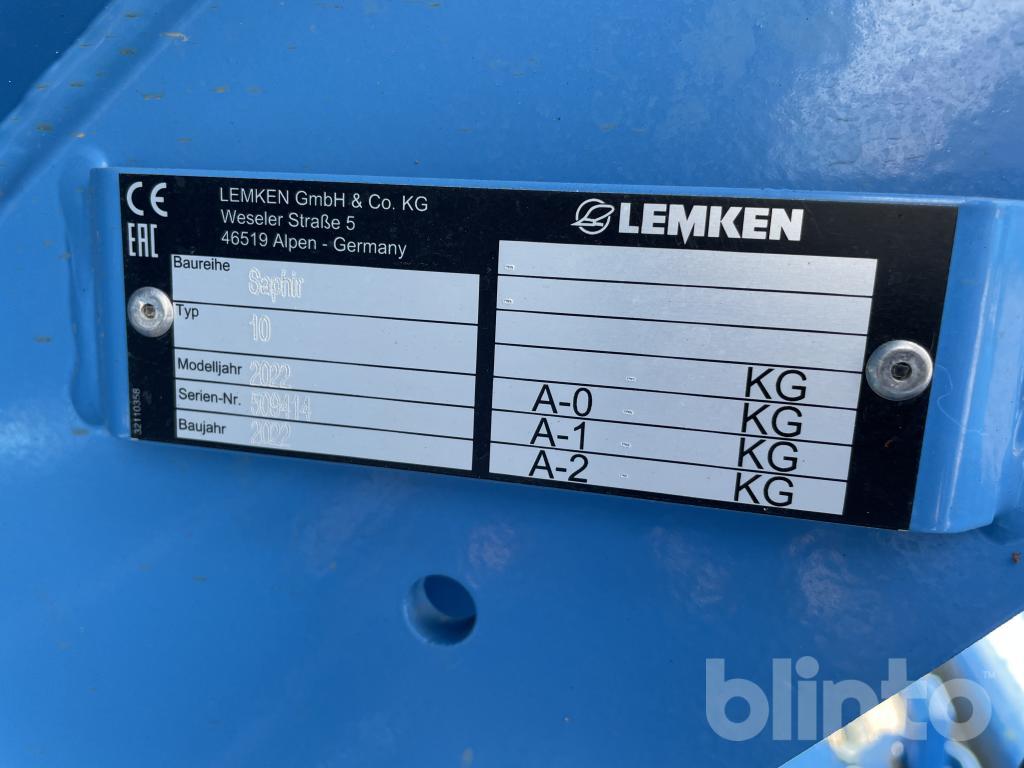 CE
EAC
LEMKEN GmbH & Co. KG
Weseler Straße 5
46519 Alpen - Germany
LEMKEN
Baureihe Saphir
Typ 10
Modelljahr 2022
Serien-Nr. 509414
Baujahr 2022
32110358
KG
A-0 KG
A-1 KG
A-2 KG
blinto™